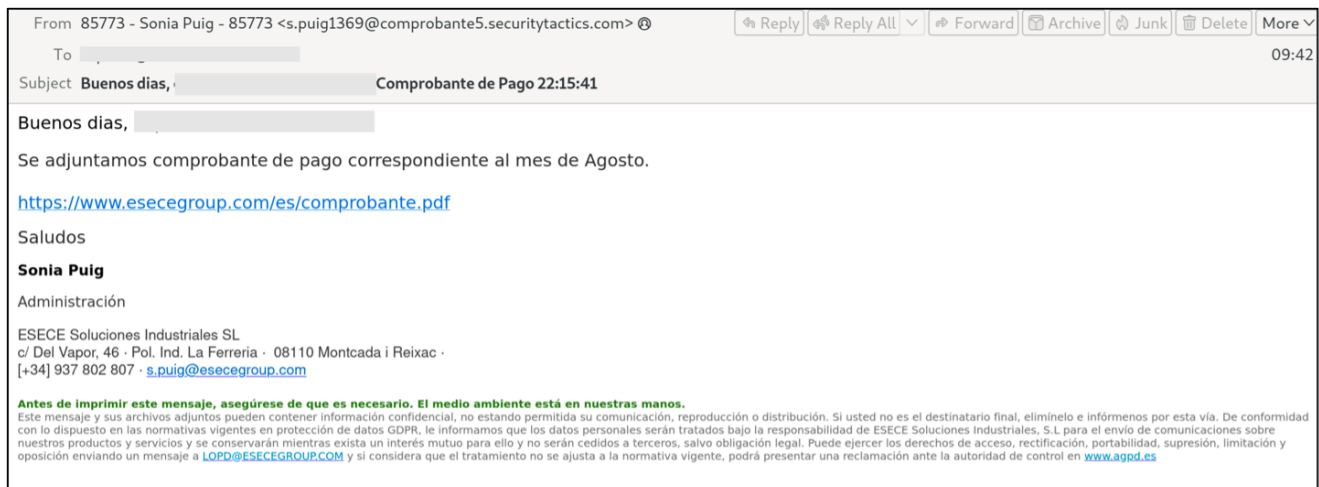 From 85773 - Sonia Puig - 85773 <s.puig1369@comprobante5.securitytactics.com>
Reply Reply All Forward Archive Junk Delete More
To
09:42
Subject Buenos dias, Comprobante de Pago 22:15:41
Buenos dias,
Se adjuntamos comprobante de pago correspondiente al mes de Agosto.
https://www.esecegroup.com/es/comprobante.pdf
Saludos
Sonia Puig
Administración
ESECE Soluciones Industriales SL
c/ Del Vapor, 46 · Pol. Ind. La Ferreria · 08110 Montcada i Reixac ·
[+34] 937 802 807 · s.puig@esecegroup.com
Antes de imprimir este mensaje, asegúrese de que es necesario. El medio ambiente está en nuestras manos.
Este mensaje y sus archivos adjuntos pueden contener información confidencial, no estando permitida su comunicación, reproducción o distribución. Si usted no es el destinatario final, elimínelo e infórmenos por esta vía. De conformidad
con lo dispuesto en las normativas vigentes en protección de datos GDPR, le informamos que los datos personales serán tratados bajo la responsabilidad de ESECE Soluciones Industriales, S.L para el envío de comunicaciones sobre
nuestros productos y servicios y se conservarán mientras exista un interés mutuo para ello y no serán cedidos a terceros, salvo obligación legal. Puede ejercer los derechos de acceso, rectificación, portabilidad, supresión, limitación y
oposición enviando un mensaje a LOPD@ESECEGROUP.COM y si considera que el tratamiento no se ajusta a la normativa vigente, podrá presentar una reclamación ante la autoridad de control en www.agpd.es